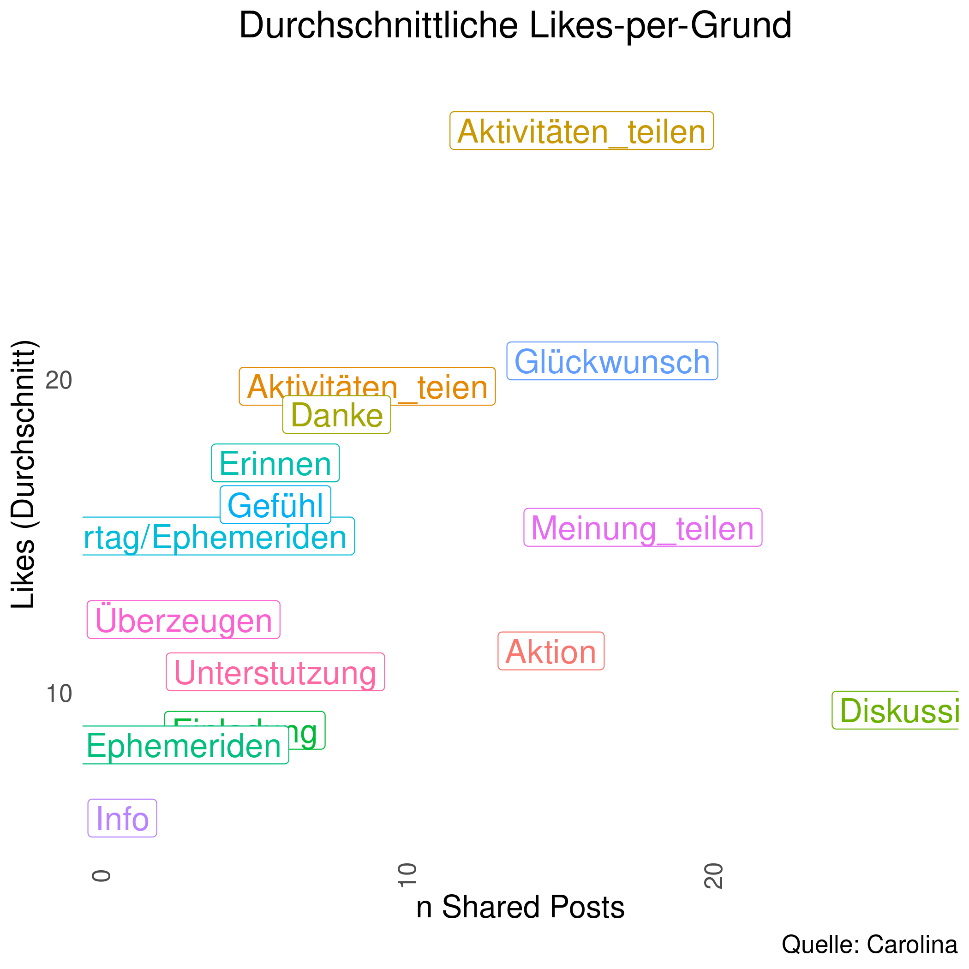 Durchschnittliche Likes-per-Grund
Aktivitäten_teilen
Glückwunsch
20
Aktivitäten_teien
Danke
Erinnen
Gefühl
Meinung_teilen
rtag/Ephemeriden
Likes (Durchschnitt)
Überzeugen
Aktion
Unterstutzung
10
Diskussi
Einladung
Ephemeriden
Info
0
10
20
n Shared Posts
Quelle: Carolina